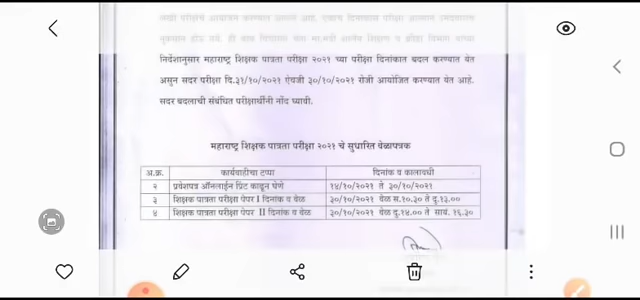 निर्देशानुसार महाराष्ट्र शिक्षक पात्रता परीक्षा २०२१ च्या परीक्षा दिनांकात बदल करण्यात येत
असुन सदर परीक्षा दि.३१/१०/२०२१ ऐवजी ३०/१०/२०२१ रोजी आयोजित करण्यात येत आहे.
सदर बदलाची संबंधित परीक्षार्थीनी नोंद घ्यावी.
महाराष्ट्र शिक्षक पात्रता परीक्षा २०२१ चे सुधारित वेळापत्रक
अ.क्र. कार्यवाहीचा टप्पा दिनांक व कालावधी
२ प्रवेशपत्र ऑनलाईन प्रिंट काढून घेणे १४/१०/२०२१ ते ३०/१०/२०२१
३ शिक्षक पात्रता परीक्षा पेपर I दिनांक व वेळ ३०/१०/२०२१ वेळ स.१०.३० ते दु.१३.००
४ शिक्षक पात्रता परीक्षा पेपर II दिनांक व वेळ ३०/१०/२०२१ वेळ दु.१४.०० ते सायं. १६.३०